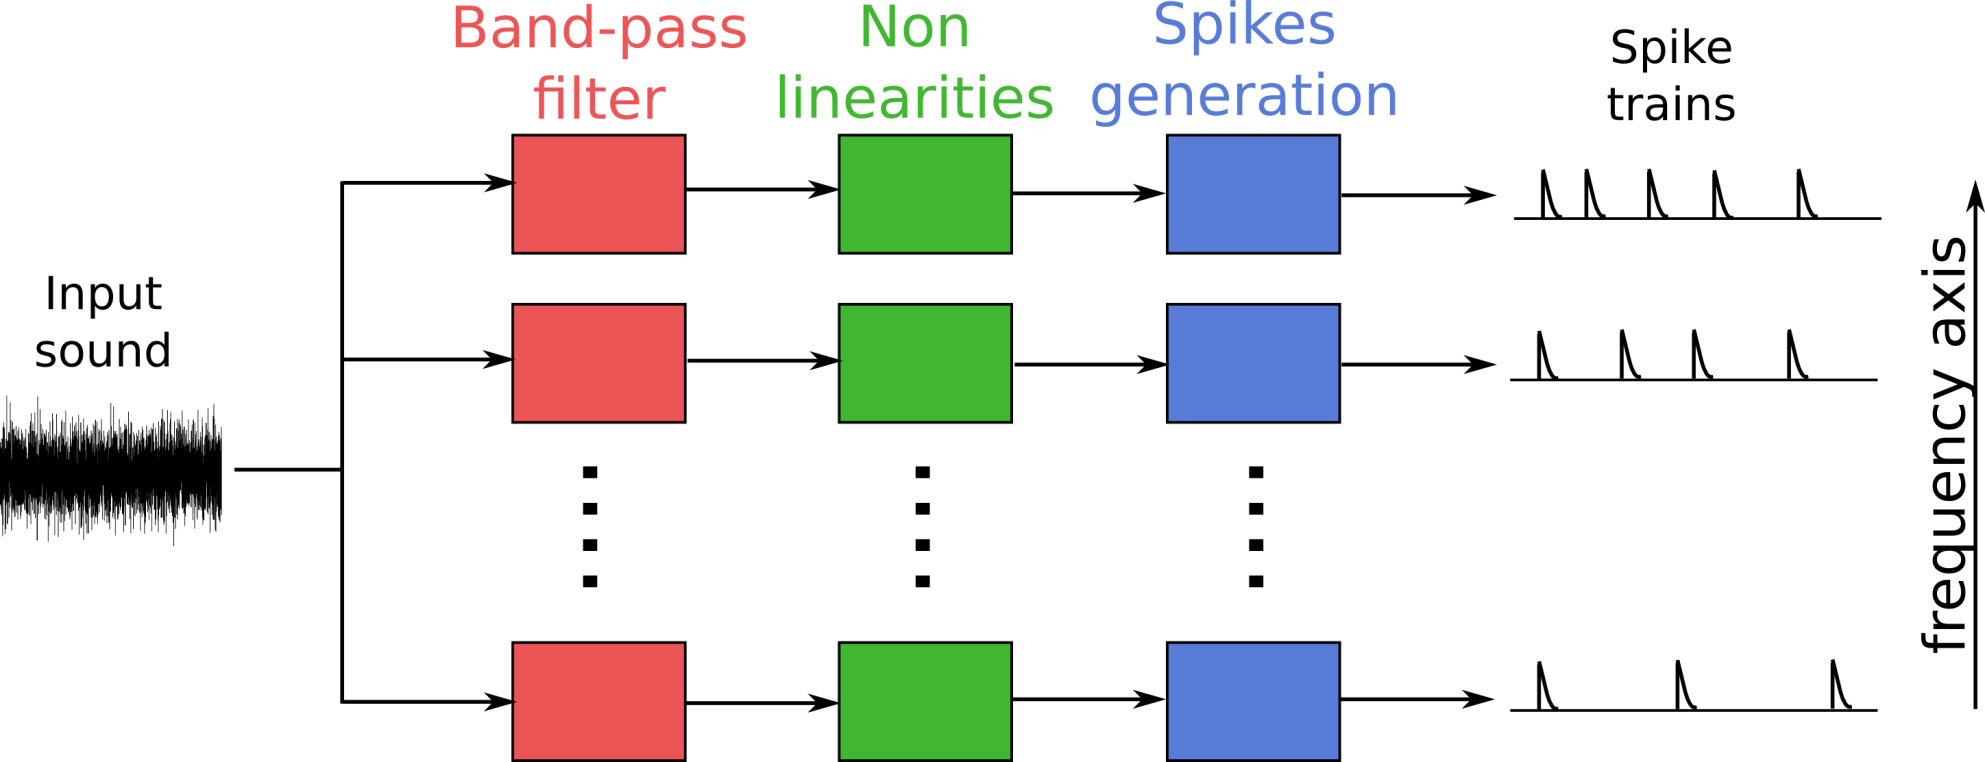 Band-pass
filter
Non
linearities
Spikes
generation
Spike
trains
Input
sound
frequency axis